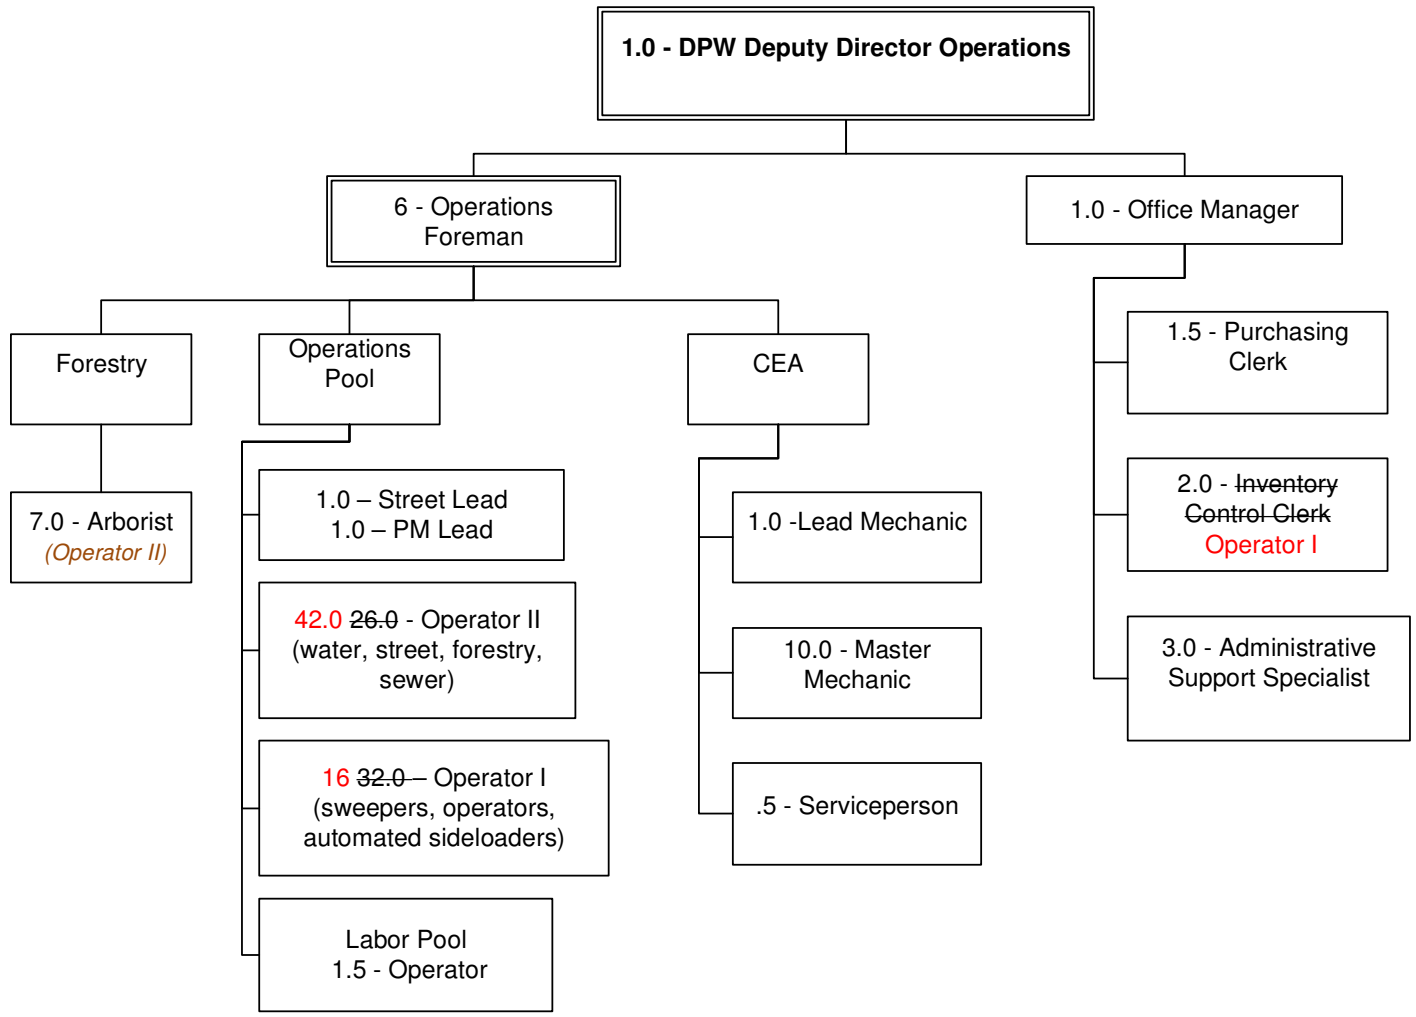 1.0 - DPW Deputy Director Operations
6 - Operations
Foreman
1.0 - Office Manager
Forestry
Operations
Pool
CEA
1.5 - Purchasing
Clerk
7.0 - Arborist
(Operator II)
1.0 – Street Lead
1.0 – PM Lead
1.0 -Lead Mechanic
2.0 - Inventory
Control Clerk
Operator I
42.0 26.0 - Operator II
(water, street, forestry,
sewer)
10.0 - Master
Mechanic
3.0 - Administrative
Support Specialist
16 32.0 – Operator I
(sweepers, operators,
automated sideloaders)
.5 - Serviceperson
Labor Pool
1.5 - Operator